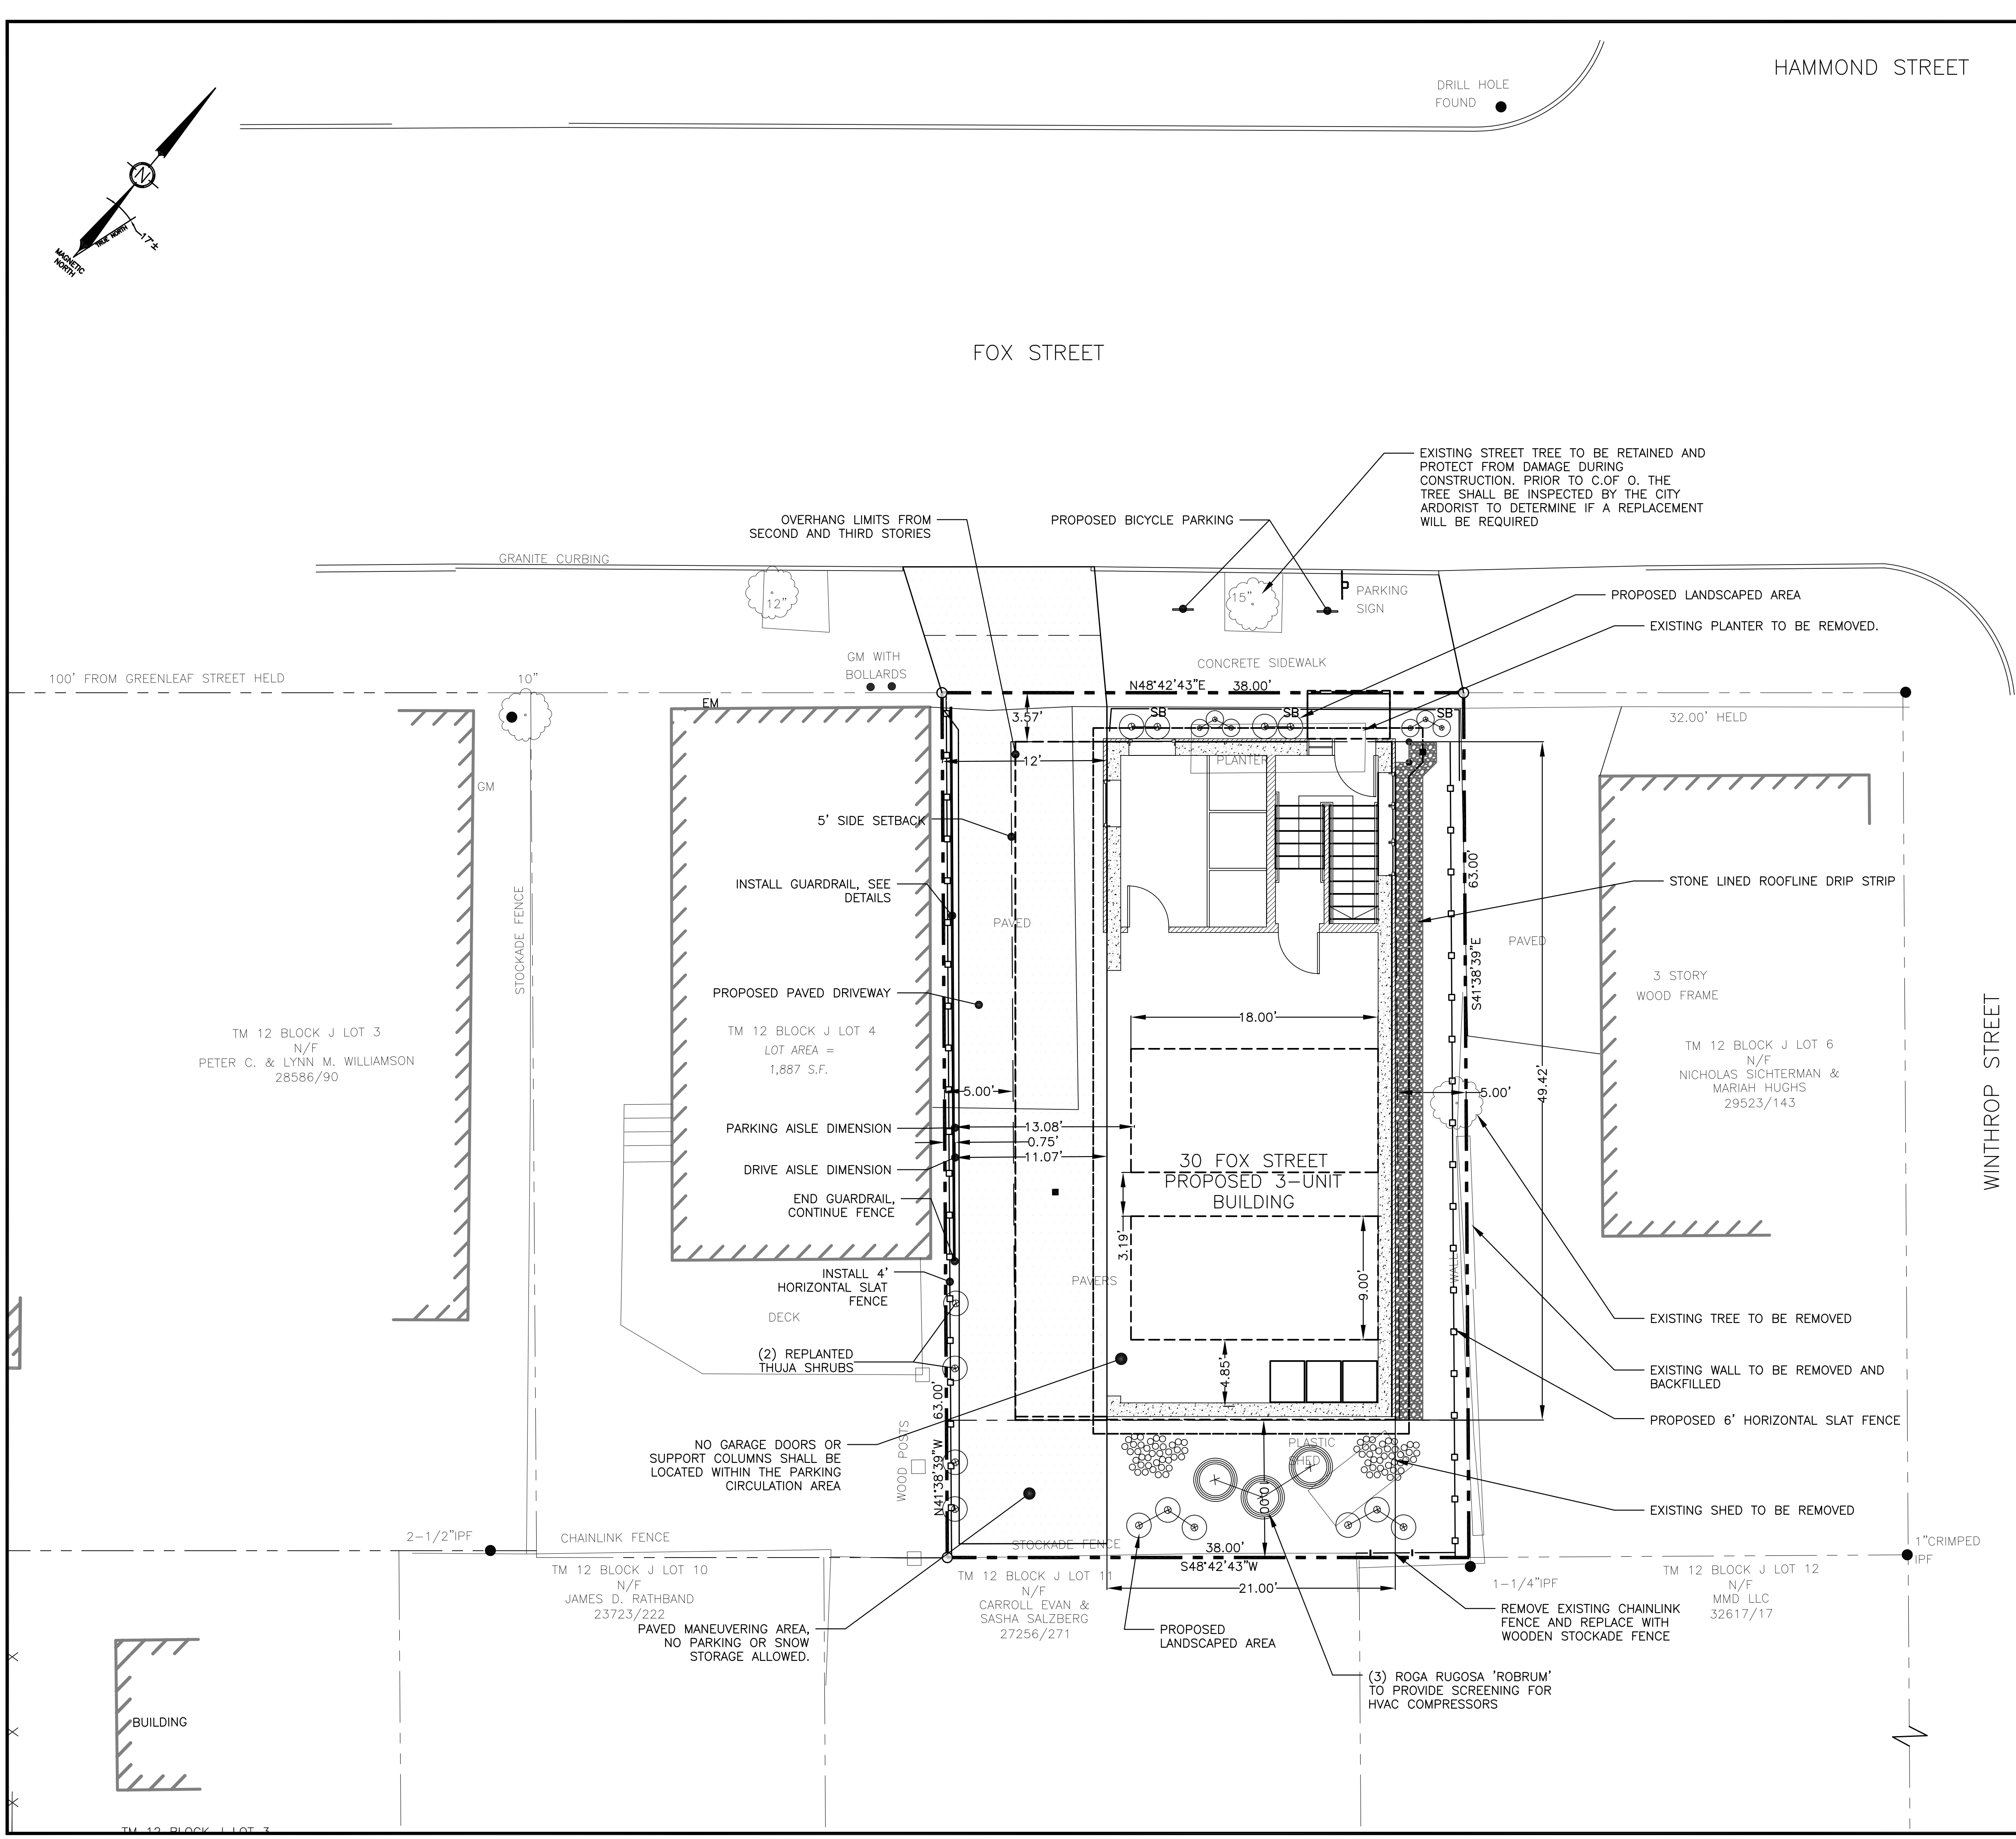 HAMMOND STREET
DRILL HOLE
FOUND
N
TRUE NORTH
17°±
MAGNETIC
NORTH
FOX STREET
EXISTING STREET TREE TO BE RETAINED AND
PROTECT FROM DAMAGE DURING
CONSTRUCTION. PRIOR TO C.OF O. THE
TREE SHALL BE INSPECTED BY THE CITY
ARDORIST TO DETERMINE IF A REPLACEMENT
WILL BE REQUIRED
OVERHANG LIMITS FROM
SECOND AND THIRD STORIES
PROPOSED BICYCLE PARKING
GRANITE CURBING
12"
15"
PARKING
SIGN
PROPOSED LANDSCAPED AREA
EXISTING PLANTER TO BE REMOVED.
GM WITH
BOLLARDS
CONCRETE SIDEWALK
100' FROM GREENLEAF STREET HELD
10"
N48°42'43"E
38.00'
EM
3.57'
SB
SB
SB
32.00' HELD
12'
PLANTER
GM
5' SIDE SETBACK
63.00'
INSTALL GUARDRAIL, SEE
DETAILS
STONE LINED ROOFLINE DRIP STRIP
STOCKADE FENCE
PAVED
PAVED
S41°38'39"E
3 STORY
WOOD FRAME
PROPOSED PAVED DRIVEWAY
18.00'
TM 12 BLOCK J LOT 3
N/F
PETER C. & LYNN M. WILLIAMSON
28586/90
TM 12 BLOCK J LOT 4
LOT AREA =
1,887 S.F.
TM 12 BLOCK J LOT 6
N/F
NICHOLAS SICHTERMAN &
MARIAH HUGHS
29523/143
WINTHROP STREET
5.00'
49.42'
5.00'
PARKING AISLE DIMENSION
13.08'
0.75'
11.07'
DRIVE AISLE DIMENSION
30 FOX STREET
PROPOSED 3-UNIT
BUILDING
END GUARDRAIL,
CONTINUE FENCE
3.19'
INSTALL 4'
HORIZONTAL SLAT
FENCE
PAVERS
9.00'
WALL
DECK
EXISTING TREE TO BE REMOVED
(2) REPLANTED
THUJA SHRUBS
4.85'
EXISTING WALL TO BE REMOVED AND
BACKFILLED
63.00'
PROPOSED 6' HORIZONTAL SLAT FENCE
NO GARAGE DOORS OR
SUPPORT COLUMNS SHALL BE
LOCATED WITHIN THE PARKING
CIRCULATION AREA
WOOD POSTS
N41°38'39"W
PLASTIC
SHED
10.00'
EXISTING SHED TO BE REMOVED
2-1/2"IPF
CHAINLINK FENCE
STOCKADE FENCE
38.00'
S48°42'43"W
1"CRIMPED
IPF
TM 12 BLOCK J LOT 10
N/F
JAMES D. RATHBAND
23723/222
TM 12 BLOCK J LOT 11
N/F
CARROLL EVAN &
SASHA SALZBERG
27256/271
21.00'
1-1/4"IPF
TM 12 BLOCK J LOT 12
N/F
MMD LLC
32617/17
PAVED MANEUVERING AREA,
NO PARKING OR SNOW
STORAGE ALLOWED.
PROPOSED
LANDSCAPED AREA
REMOVE EXISTING CHAINLINK
FENCE AND REPLACE WITH
WOODEN STOCKADE FENCE
(3) ROGA RUGOSA 'ROBRUM'
TO PROVIDE SCREENING FOR
HVAC COMPRESSORS
BUILDING
TM 12 BLOCK J LOT 3